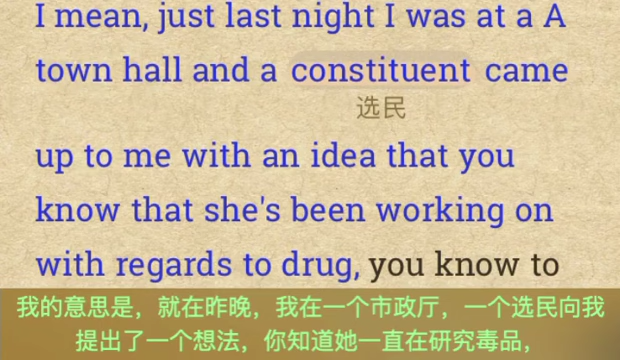 I mean, just last night I was at a A
town hall and a constituent came
选民
up to me with an idea that you
know that she's been working on
with regards to drug, you know to
我的意思是，就在昨晚，我在一个市政厅，一个选民向我
提出了一个想法，你知道她一直在研究毒品，